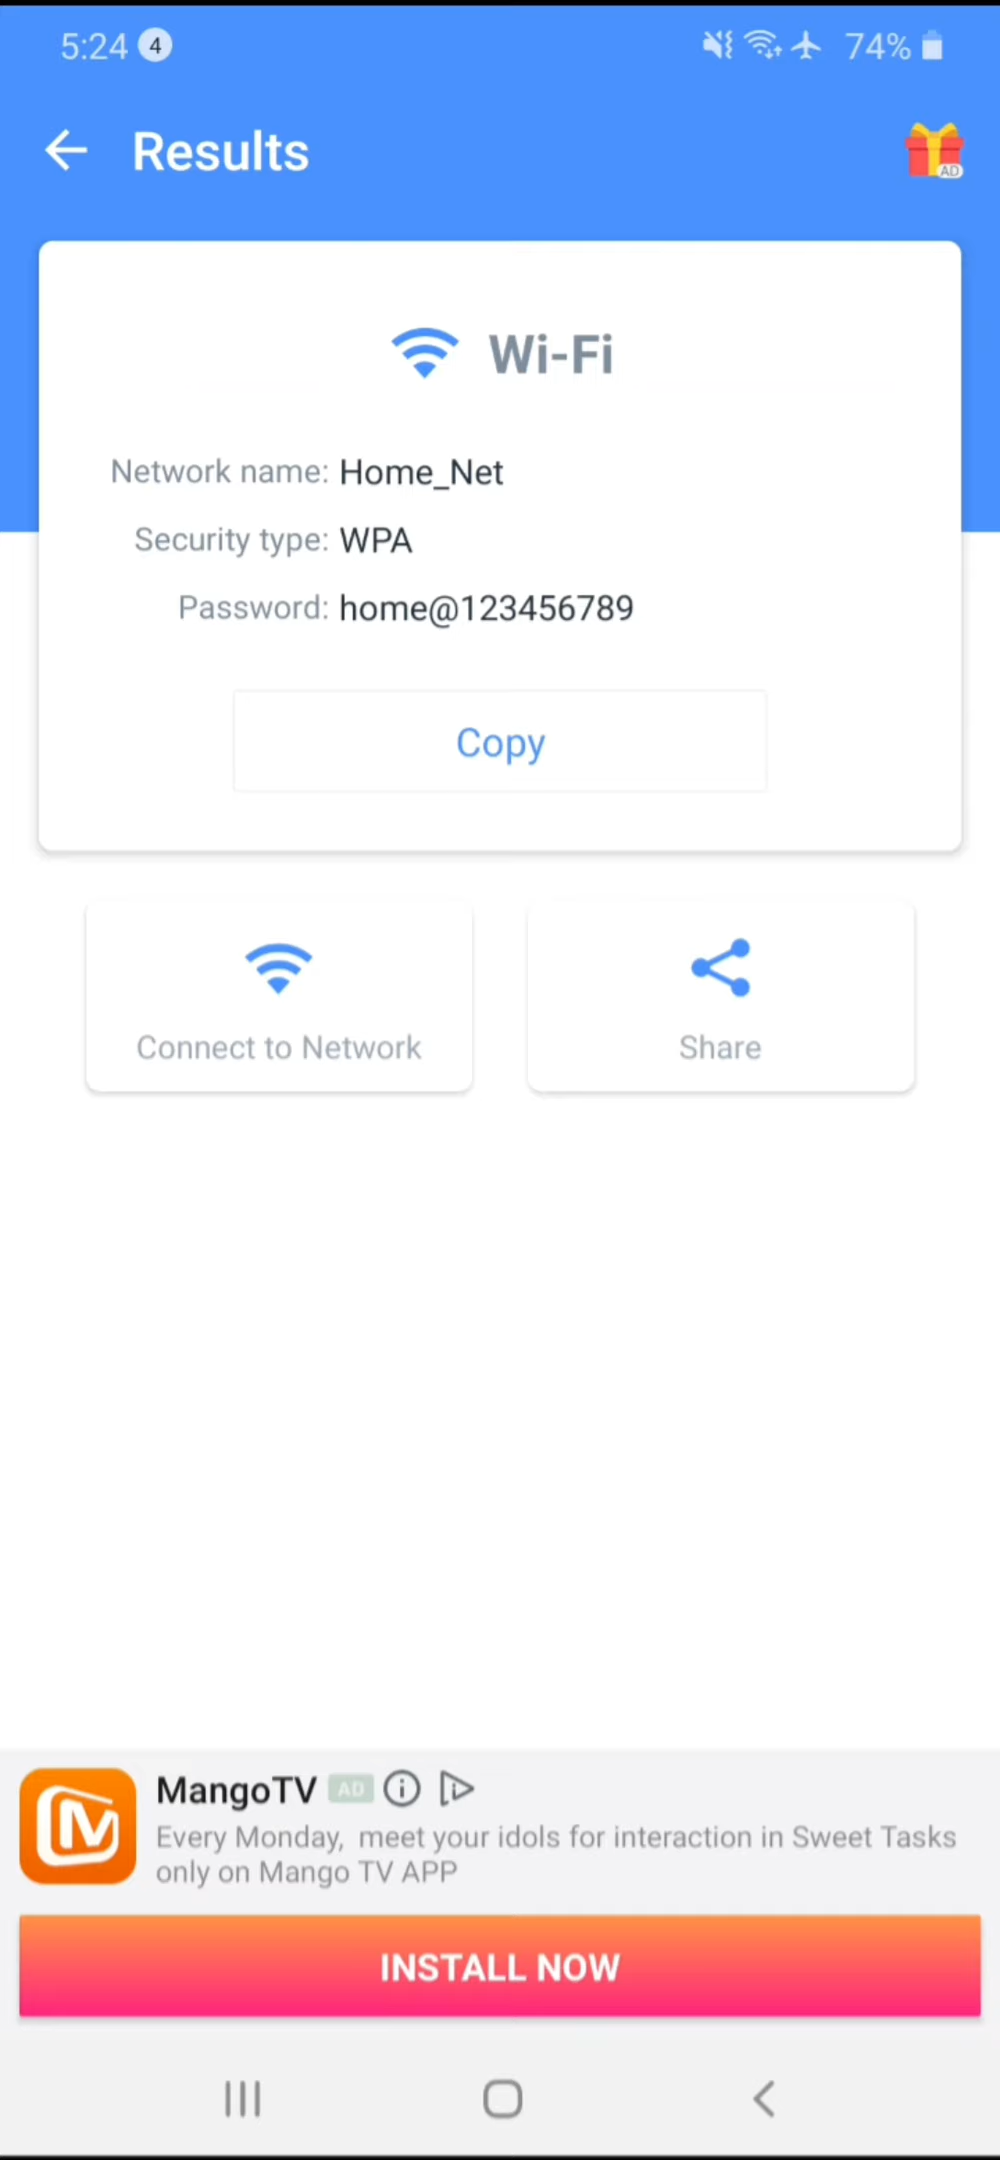 5:24 4 74%
Results
AD
Wi-Fi
Network name: Home_Net
Security type: WPA
Password: home@123456789
Copy
Connect to Network Share
MangoTV AD
Every Monday, meet your idols for interaction in Sweet Tasks
only on Mango TV APP
INSTALL NOW